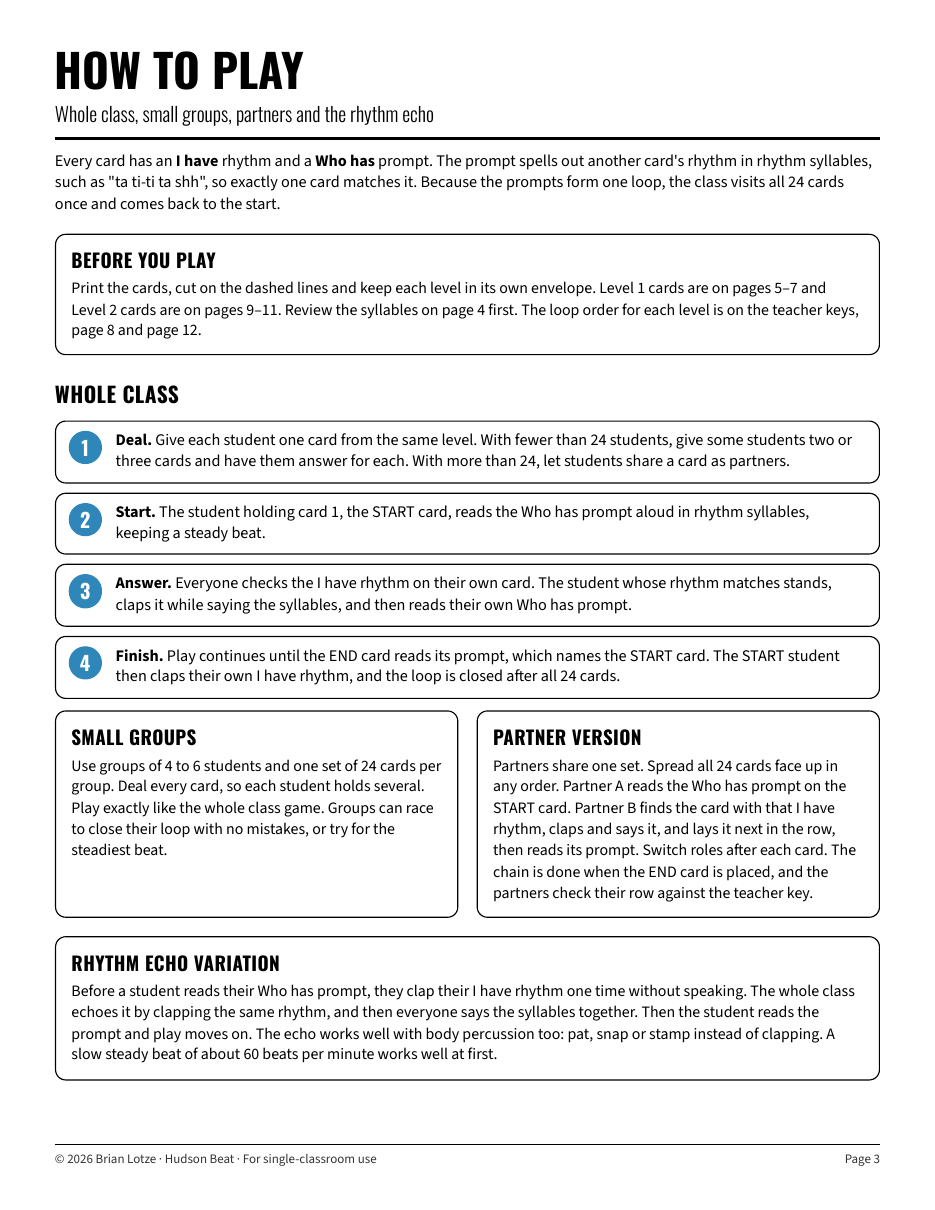 HOW TO PLAY
Whole class, small groups, partners and the rhythm echo
Every card has an I have rhythm and a Who has prompt. The prompt spells out another card's rhythm in rhythm syllables,
such as "ta ti-ti ta shh", so exactly one card matches it. Because the prompts form one loop, the class visits all 24 cards
once and comes back to the start.
BEFORE YOU PLAY
Print the cards, cut on the dashed lines and keep each level in its own envelope. Level 1 cards are on pages 5–7 and
Level 2 cards are on pages 9–11. Review the syllables on page 4 first. The loop order for each level is on the teacher keys,
page 8 and page 12.
WHOLE CLASS
1 Deal. Give each student one card from the same level. With fewer than 24 students, give some students two or
three cards and have them answer for each. With more than 24, let students share a card as partners.
2 Start. The student holding card 1, the START card, reads the Who has prompt aloud in rhythm syllables,
keeping a steady beat.
3 Answer. Everyone checks the I have rhythm on their own card. The student whose rhythm matches stands,
claps it while saying the syllables, and then reads their own Who has prompt.
4 Finish. Play continues until the END card reads its prompt, which names the START card. The START student
then claps their own I have rhythm, and the loop is closed after all 24 cards.
SMALL GROUPS
Use groups of 4 to 6 students and one set of 24 cards per
group. Deal every card, so each student holds several.
Play exactly like the whole class game. Groups can race
to close their loop with no mistakes, or try for the
steadiest beat.
PARTNER VERSION
Partners share one set. Spread all 24 cards face up in
any order. Partner A reads the Who has prompt on the
START card. Partner B finds the card with that I have
rhythm, claps and says it, and lays it next in the row,
then reads its prompt. Switch roles after each card. The
chain is done when the END card is placed, and the
partners check their row against the teacher key.
RHYTHM ECHO VARIATION
Before a student reads their Who has prompt, they clap their I have rhythm one time without speaking. The whole class
echoes it by clapping the same rhythm, and then everyone says the syllables together. Then the student reads the
prompt and play moves on. The echo works well with body percussion too: pat, snap or stamp instead of clapping. A
slow steady beat of about 60 beats per minute works well at first.
© 2026 Brian Lotze · Hudson Beat · For single-classroom use
Page 3